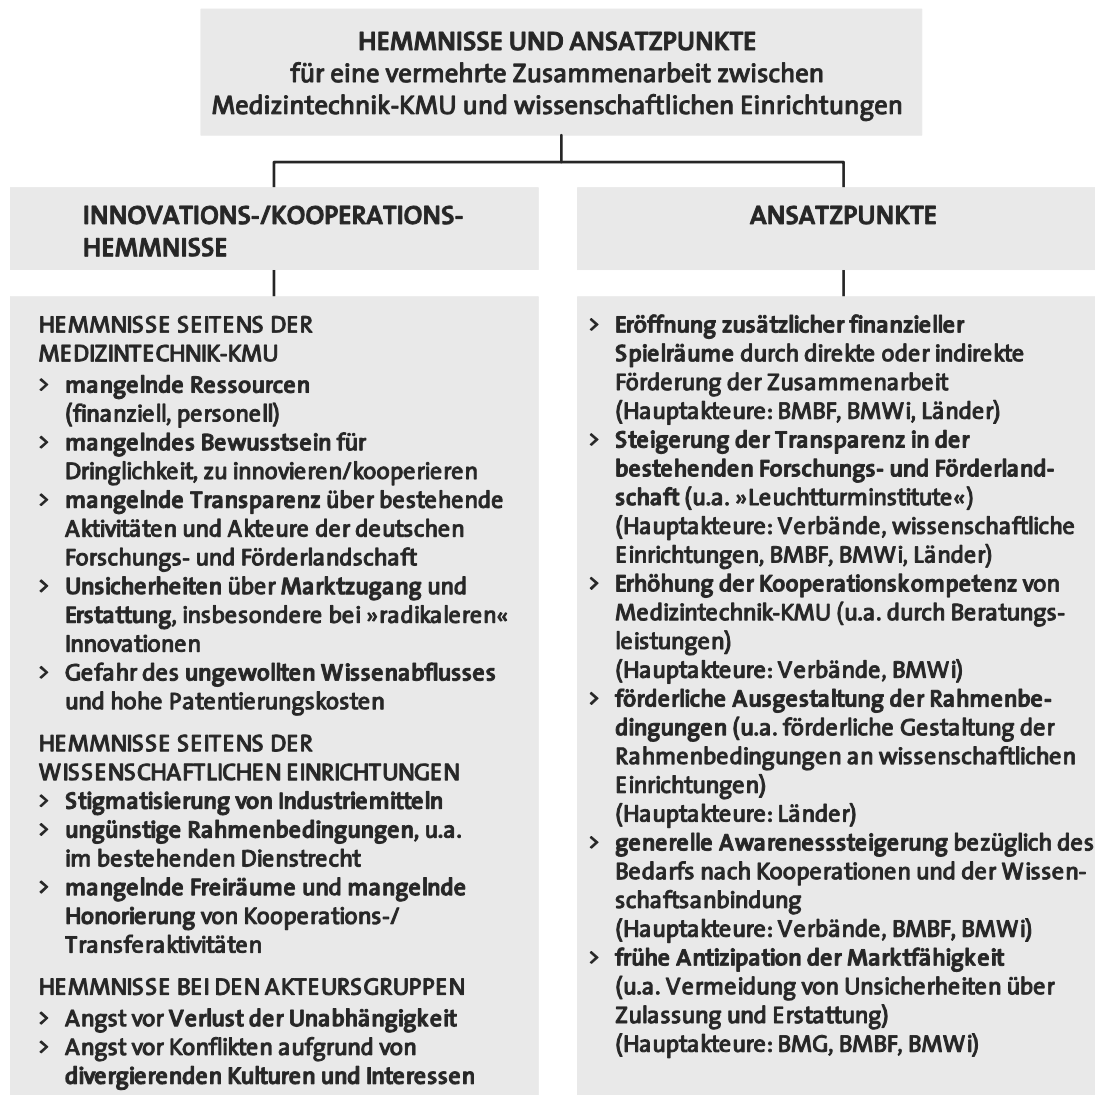 HEMMNISSE UND ANSATZPUNKTE
für eine vermehrte Zusammenarbeit zwischen
Medizintechnik-KMU und wissenschaftlichen Einrichtungen
INNOVATIONS-/KOOPERATIONS-
HEMMNISSE
HEMMNISSE SEITENS DER
MEDIZINTECHNIK-KMU
> mangelnde Ressourcen
(finanziell, personell)
> mangelndes Bewusstsein für
Dringlichkeit, zu innovieren/kooperieren
> mangelnde Transparenz über bestehende
Aktivitäten und Akteure der deutschen
Forschungs- und Förderlandschaft
> Unsicherheiten über Marktzugang und
Erstattung, insbesondere bei »radikaleren«
Innovationen
> Gefahr des ungewollten Wissenabflusses
und hohe Patentierungskosten
HEMMNISSE SEITENS DER
WISSENSCHAFTLICHEN EINRICHTUNGEN
> Stigmatisierung von Industriemitteln
> ungünstige Rahmenbedingungen, u.a.
im bestehenden Dienstrecht
> mangelnde Freiräume und mangelnde
Honorierung von Kooperations-/
Transferaktivitäten
HEMMNISSE BEI DEN AKTEURSGRUPPEN
> Angst vor Verlust der Unabhängigkeit
> Angst vor Konflikten aufgrund von
divergierenden Kulturen und Interessen
ANSATZPUNKTE
> Eröffnung zusätzlicher finanzieller
Spielräume durch direkte oder indirekte
Förderung der Zusammenarbeit
(Hauptakteure: BMBF, BMWi, Länder)
> Steigerung der Transparenz in der
bestehenden Forschungs- und Förderland-
schaft (u.a. »Leuchtturminstitute«)
(Hauptakteure: Verbände, wissenschaftliche
Einrichtungen, BMBF, BMWi, Länder)
> Erhöhung der Kooperationskompetenz von
Medizintechnik-KMU (u.a. durch Beratungs-
leistungen)
(Hauptakteure: Verbände, BMWi)
> förderliche Ausgestaltung der Rahmenbe-
dingungen (u.a. förderliche Gestaltung der
Rahmenbedingungen an wissenschaftlichen
Einrichtungen)
(Hauptakteure: Länder)
> generelle Awarenesssteigerung bezüglich des
Bedarfs nach Kooperationen und der Wissen-
schaftsanbindung
(Hauptakteure: Verbände, BMBF, BMWi)
> frühe Antizipation der Marktfähigkeit
(u.a. Vermeidung von Unsicherheiten über
Zulassung und Erstattung)
(Hauptakteure: BMG, BMBF, BMWi)